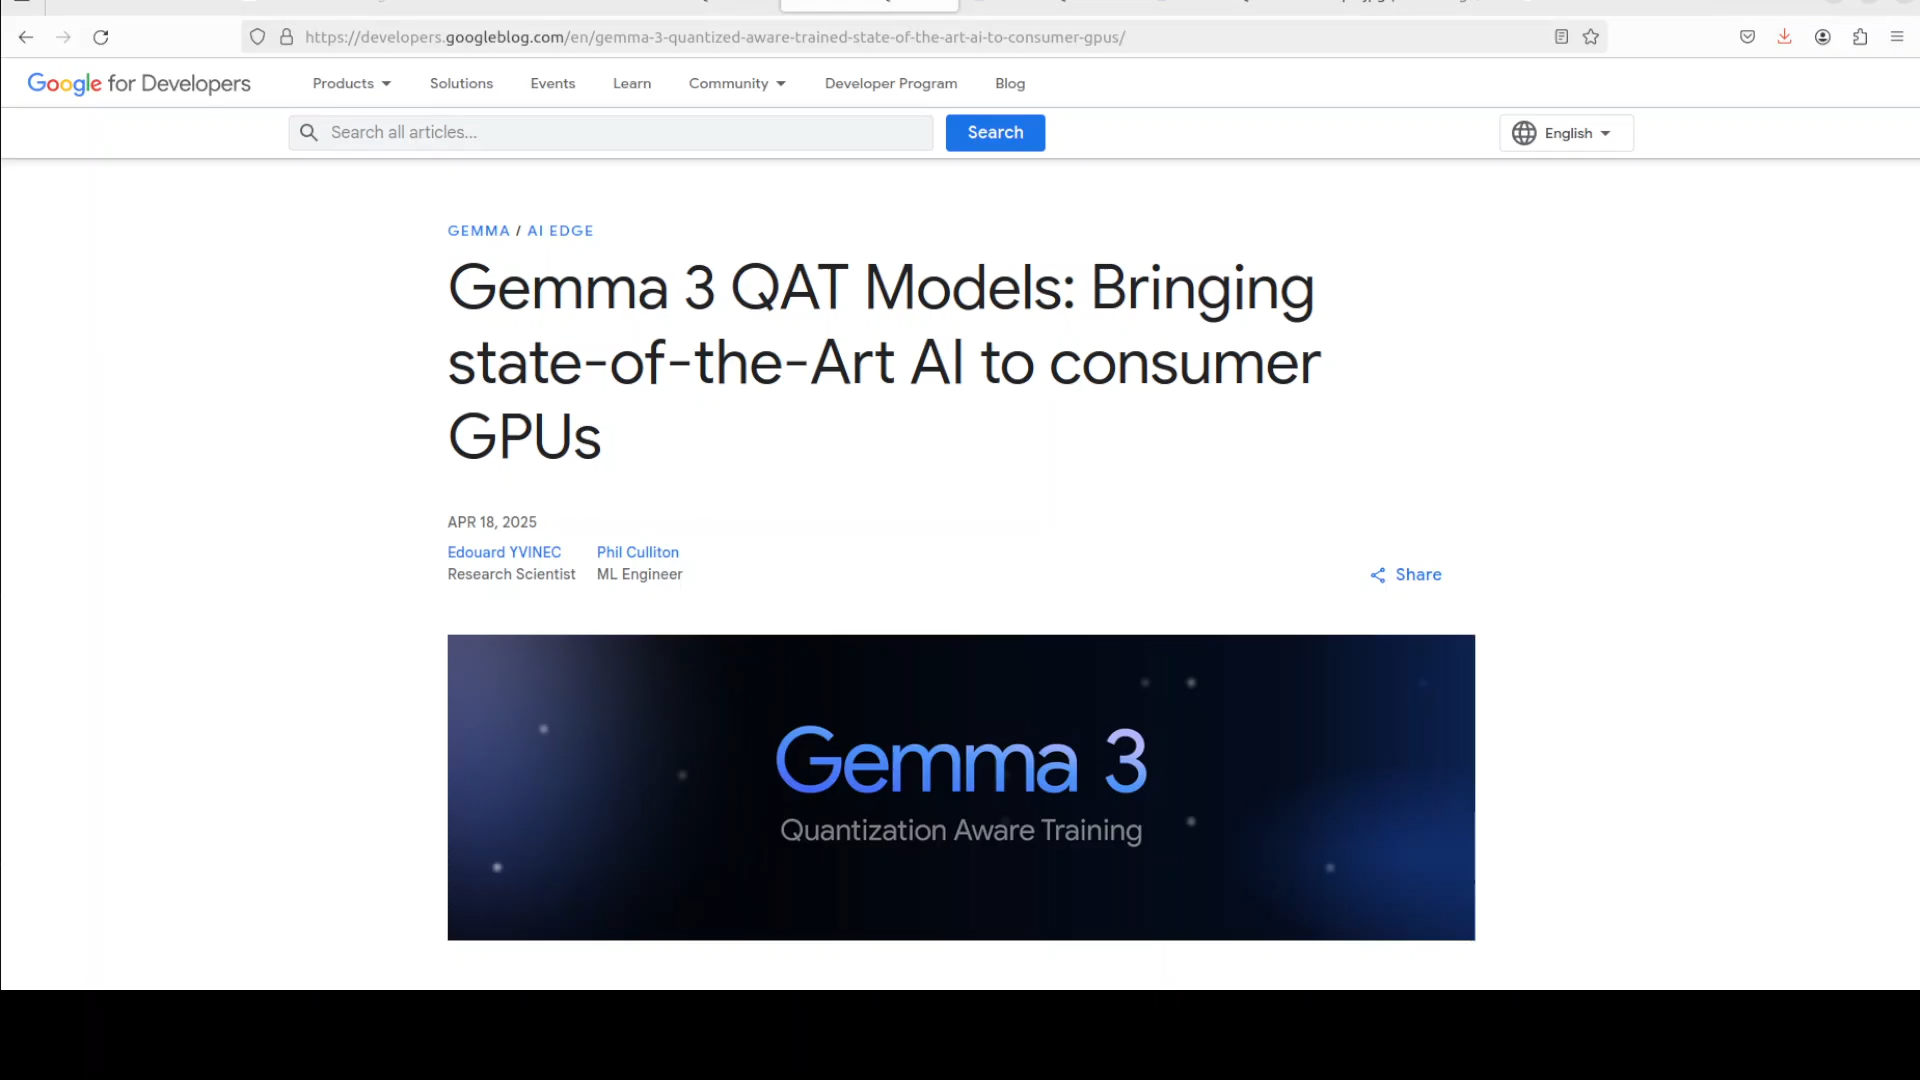 https://developers.googleblog.com/en/gemma-3-quantized-aware-trained-state-of-the-art-ai-to-consumer-gpus/
Google for Developers
Products
Solutions
Events
Learn
Community
Developer Program
Blog
Search all articles...
Search
English
GEMMA / AI EDGE
Gemma 3 QAT Models: Bringing
state-of-the-Art AI to consumer
GPUs
APR 18, 2025
Edouard YVINEC
Research Scientist
Phil Culliton
ML Engineer
Share
Gemma 3
Quantization Aware Training